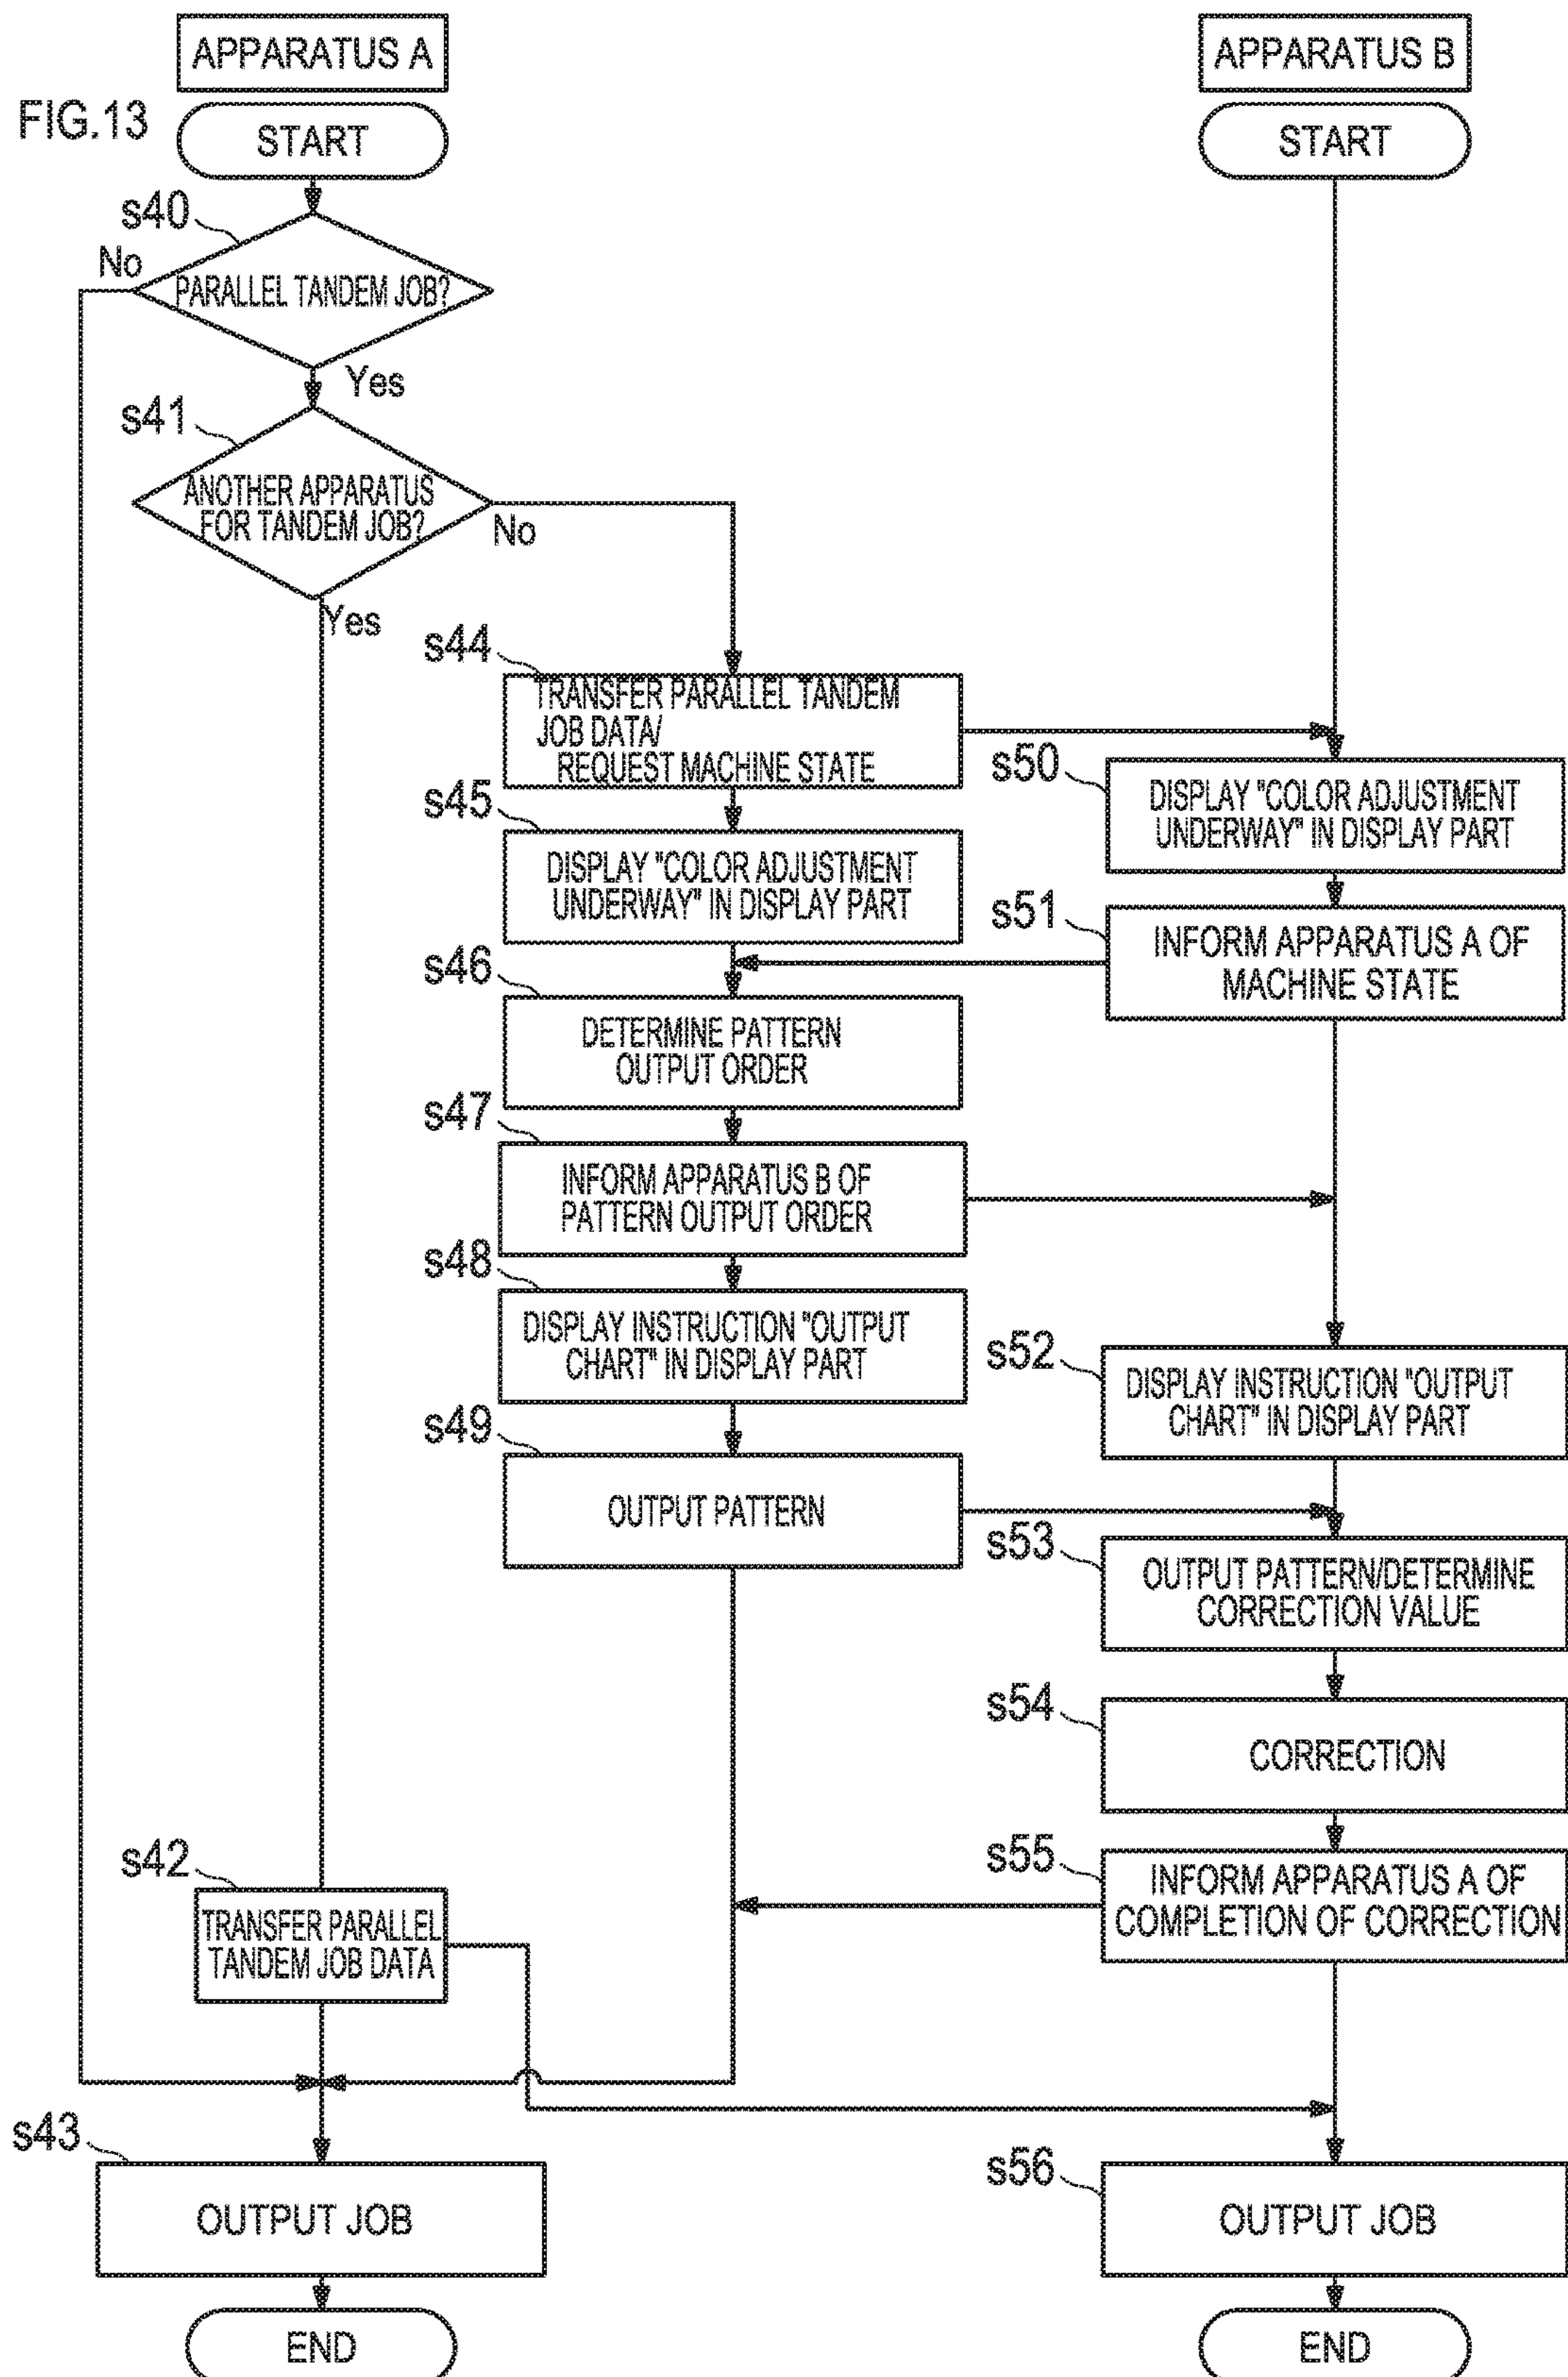 APPARATUS A
APPARATUS B
FIG.13
START
START
s40
No
PARALLEL TANDEM JOB?
Yes
s41
ANOTHER APPARATUS
FOR TANDEM JOB?
No
Yes
s44
TRANSFER PARALLEL TANDEM
JOB DATA/
REQUEST MACHINE STATE
s50
DISPLAY "COLOR ADJUSTMENT
UNDERWAY" IN DISPLAY PART
s45
DISPLAY "COLOR ADJUSTMENT
UNDERWAY" IN DISPLAY PART
s51
INFORM APPARATUS A OF
MACHINE STATE
s46
DETERMINE PATTERN
OUTPUT ORDER
s47
INFORM APPARATUS B OF
PATTERN OUTPUT ORDER
s48
DISPLAY INSTRUCTION "OUTPUT
CHART" IN DISPLAY PART
s52
DISPLAY INSTRUCTION "OUTPUT
CHART" IN DISPLAY PART
s49
OUTPUT PATTERN
s53
OUTPUT PATTERN/DETERMINE
CORRECTION VALUE
s54
CORRECTION
s55
INFORM APPARATUS A OF
COMPLETION OF CORRECTION
s42
TRANSFER PARALLEL
TANDEM JOB DATA
s43
OUTPUT JOB
s56
OUTPUT JOB
END
END